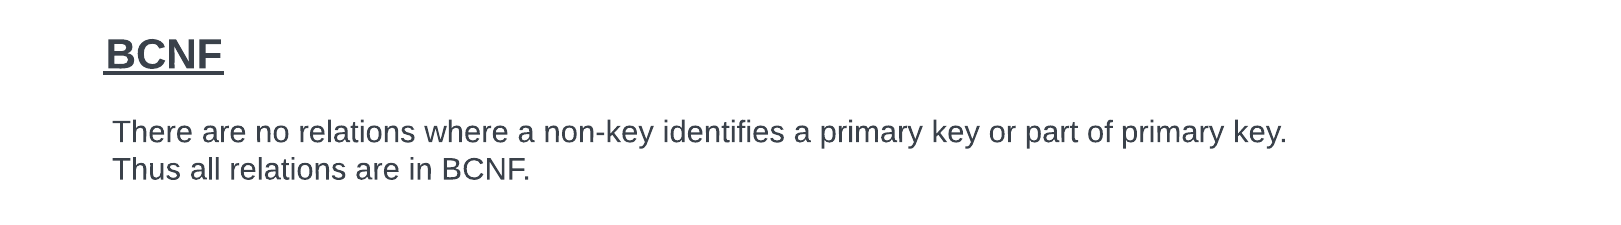 BCNF
There are no relations where a non-key identifies a primary key or part of primary key.
Thus all relations are in BCNF.